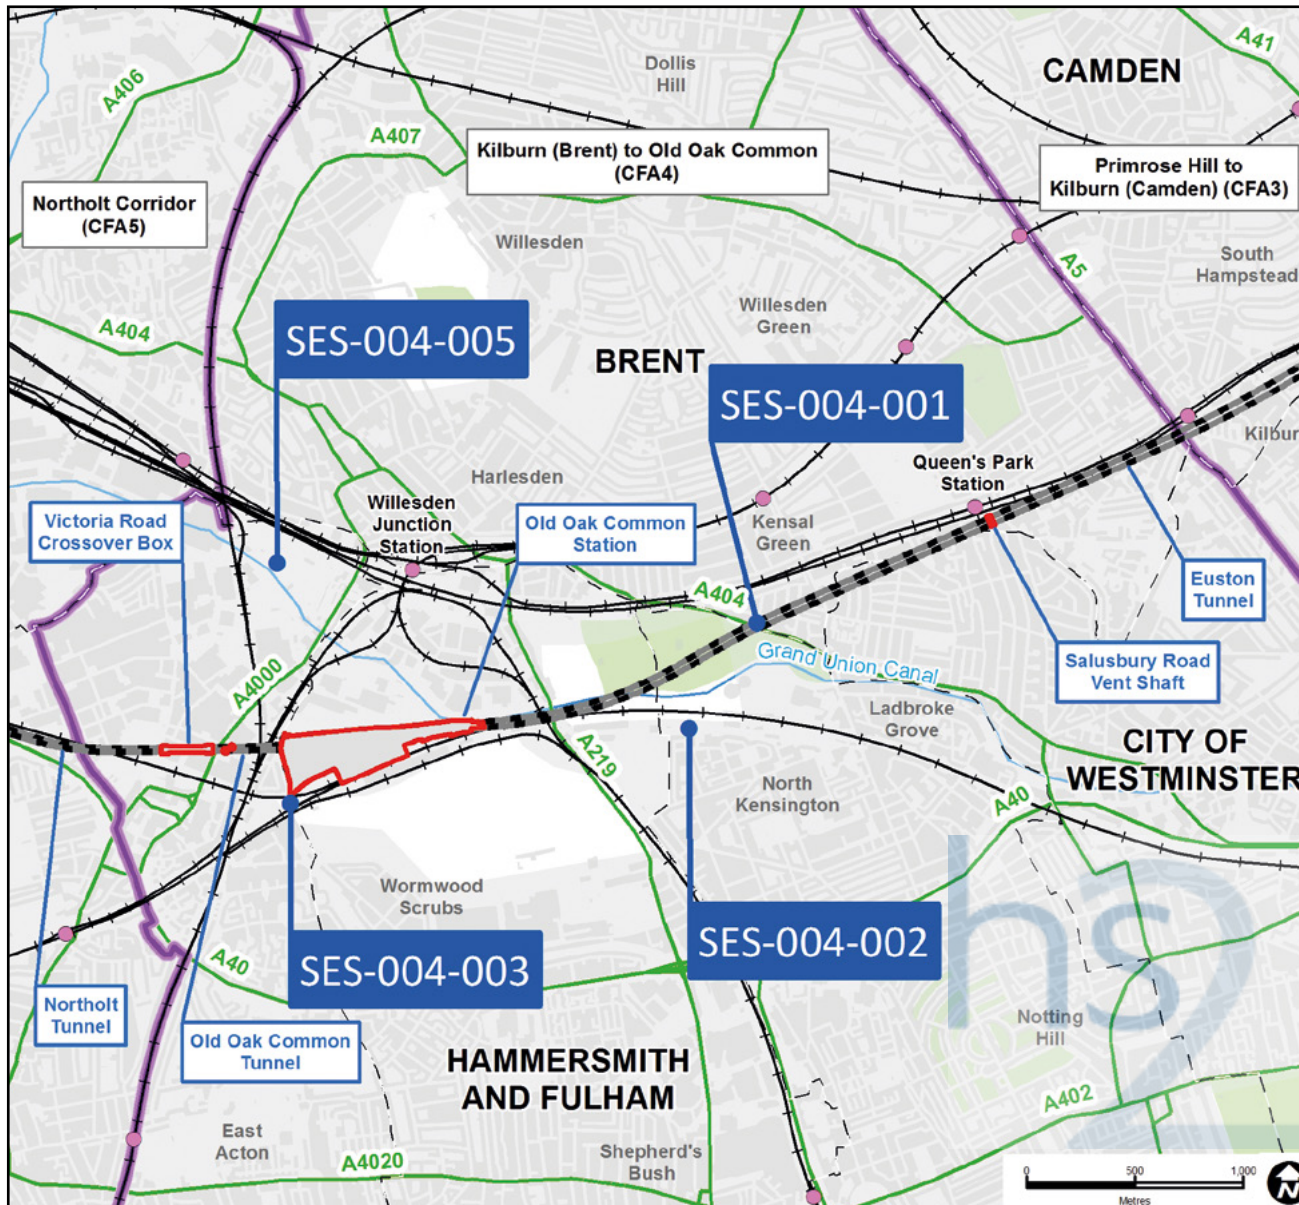 A41
CAMDEN
Dollis
Hill
A406
A407
Kilburn (Brent) to Old Oak Common
(CFA4)
Primrose Hill to
Kilburn (Camden) (CFA3)
Northolt Corridor
(CFA5)
Willesden
A5
South
Hampstead
Willesden
Green
A404
SES-004-005
BRENT
SES-004-001
Kilbur
Queen's Park
Station
Harlesden
Willesden
Junction
Station
Victoria Road
Crossover Box
Old Oak Common
Station
Kensal
Green
Euston
Tunnel
A404
Salusbury Road
Vent Shaft
Grand Union Canal
A4000
Ladbroke
Grove
CITY OF
WESTMINSTER
A219
North
Kensington
A40
Wormwood
Scrubs
SES-004-002
SES-004-003
A40
hs2
Northolt
Tunnel
Old Oak Common
Tunnel
Notting
Hill
HAMMERSMITH
AND FULHAM
A402
East
Acton
A4020
Shepherd's
Bush
0 500 1,000
Metres
N